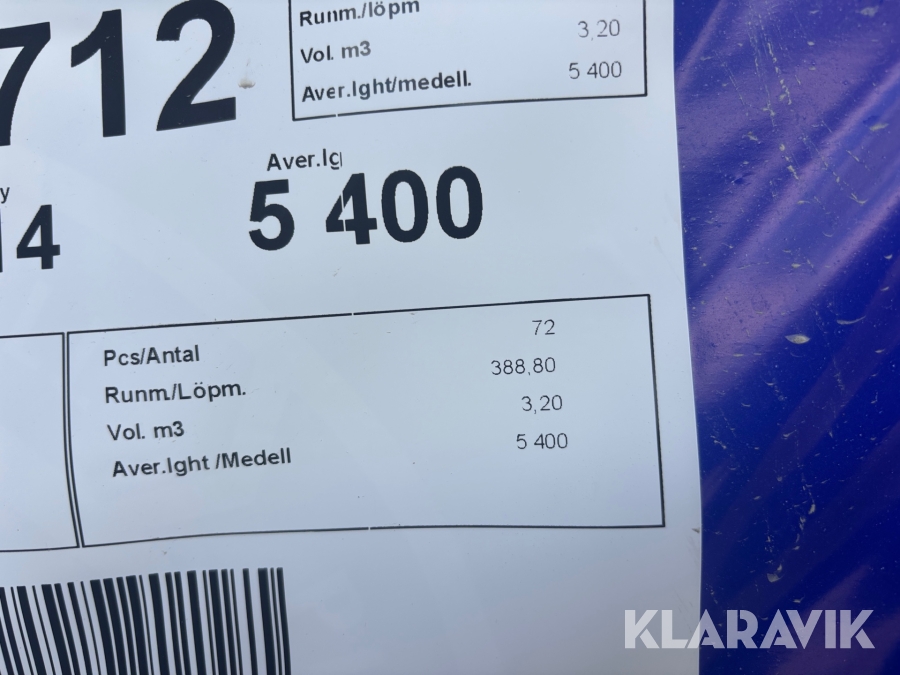 712
Runm./löpm
Vol. m3 3,20
Aver.lght/medell. 5 400
Aver.lg
5 400
y
14
Pcs/Antal 72
Runm./Löpm. 388,80
Vol. m3 3,20
Aver.lght /Medell 5 400
KLARAVIK